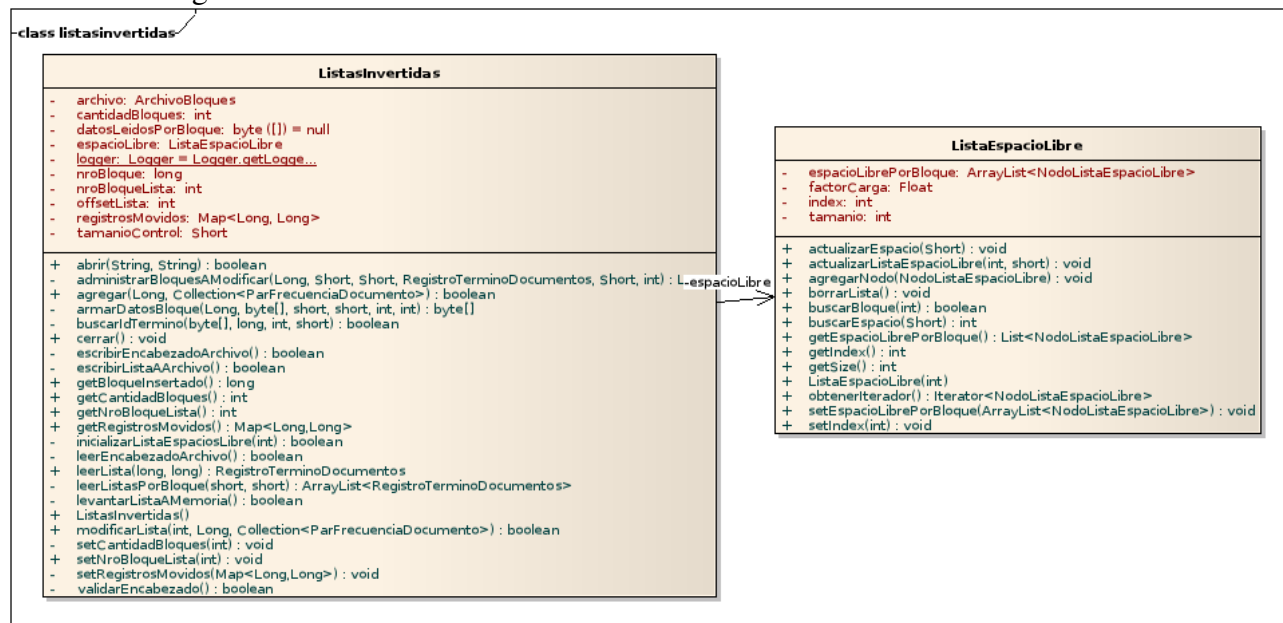 class listasinvertidas
ListasInvertidas
- archivo: ArchivoBloques
- cantidadBloques: int
- datosLeidosPorBloque: byte ([]) = null
- espacioLibre: ListaEspacioLibre
- logger: Logger = Logger.getLogge...
- nroBloque: long
- nroBloqueLista: int
- offsetLista: int
- registrosMovidos: Map<Long, Long>
- tamanioControl: Short
+ abrir(String, String) : boolean
- administrarBloquesAModificar(Long, Short, Short, RegistroTerminoDocumentos, Short, int) : L
+ agregar(Long, Collection<ParFrecuenciaDocumento>) : boolean
- armarDatosBloque(Long, byte[], short, short, int, int) : byte[]
- buscarIdTermino(byte[], long, int, short) : boolean
+ cerrar() : void
- escribirEncabezadoArchivo() : boolean
- escribirListaAArchivo() : boolean
+ getBloqueInsertado() : long
+ getCantidadBloques() : int
+ getNroBloqueLista() : int
+ getRegistrosMovidos() : Map<Long,Long>
- inicializarListaEspaciosLibre(int) : boolean
- leerEncabezadoArchivo() : boolean
+ leerLista(long, long) : RegistroTerminoDocumentos
- leerListasPorBloque(short, short) : ArrayList<RegistroTerminoDocumentos>
- levantarListaAMemoria() : boolean
+ ListasInvertidas()
+ modificarLista(int, Long, Collection<ParFrecuenciaDocumento>) : boolean
- setCantidadBloques(int) : void
+ setNroBloqueLista(int) : void
- setRegistrosMovidos(Map<Long,Long>) : void
- validarEncabezado() : boolean
-espacioLibre
ListaEspacioLibre
- espacioLibrePorBloque: ArrayList<NodoListaEspacioLibre>
- factorCarga: Float
- index: int
- tamanio: int
+ actualizarEspacio(Short) : void
+ actualizarListaEspacioLibre(int, short) : void
+ agregarNodo(NodoListaEspacioLibre) : void
+ borrarLista() : void
+ buscarBloque(int) : boolean
+ buscarEspacio(Short) : int
+ getEspacioLibrePorBloque() : List<NodoListaEspacioLibre>
+ getIndex() : int
+ getSize() : int
+ ListaEspacioLibre(int)
+ obtenerIterador() : Iterator<NodoListaEspacioLibre>
+ setEspacioLibrePorBloque(ArrayList<NodoListaEspacioLibre>) : void
+ setIndex(int) : void